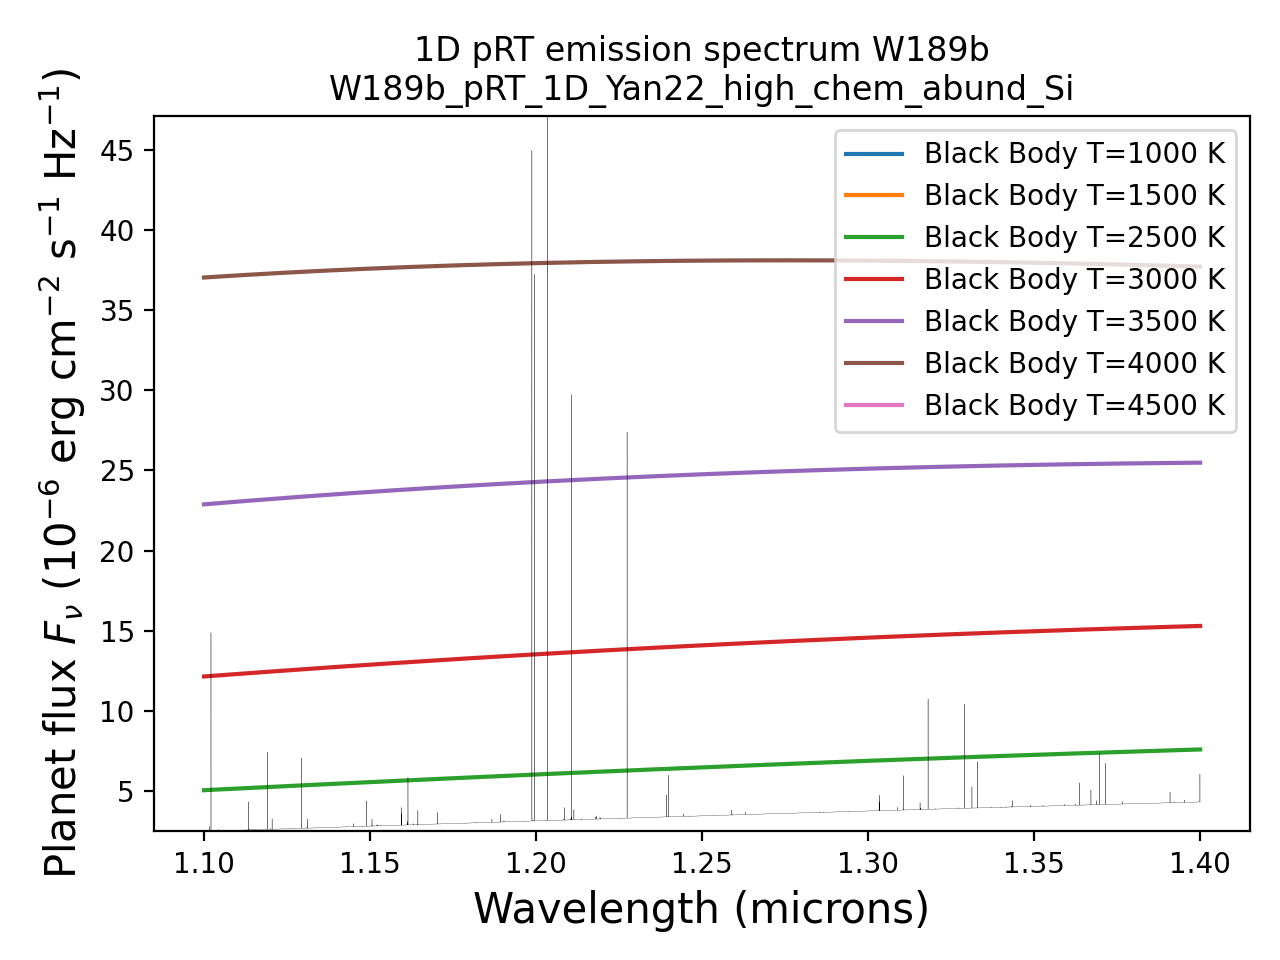 1D pRT emission spectrum W189b
W189b_pRT_1D_Yan22_high_chem_abund_Si
Planet flux Fν (10⁻⁶ erg cm⁻² s⁻¹ Hz⁻¹)
45
40
35
30
25
20
15
10
5
Black Body T=1000 K
Black Body T=1500 K
Black Body T=2500 K
Black Body T=3000 K
Black Body T=3500 K
Black Body T=4000 K
Black Body T=4500 K
1.10 1.15 1.20 1.25 1.30 1.35 1.40
Wavelength (microns)